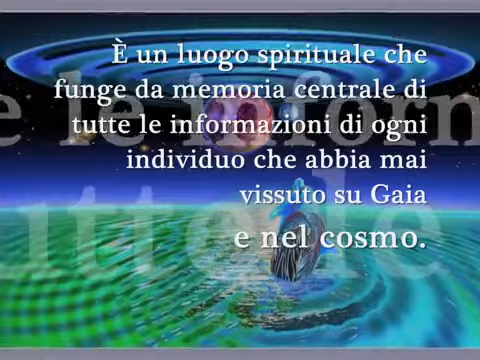 È un luogo spirituale che
funge da memoria centrale di
tutte le informazioni di ogni
individuo che abbia mai
vissuto su Gaia
e nel cosmo.